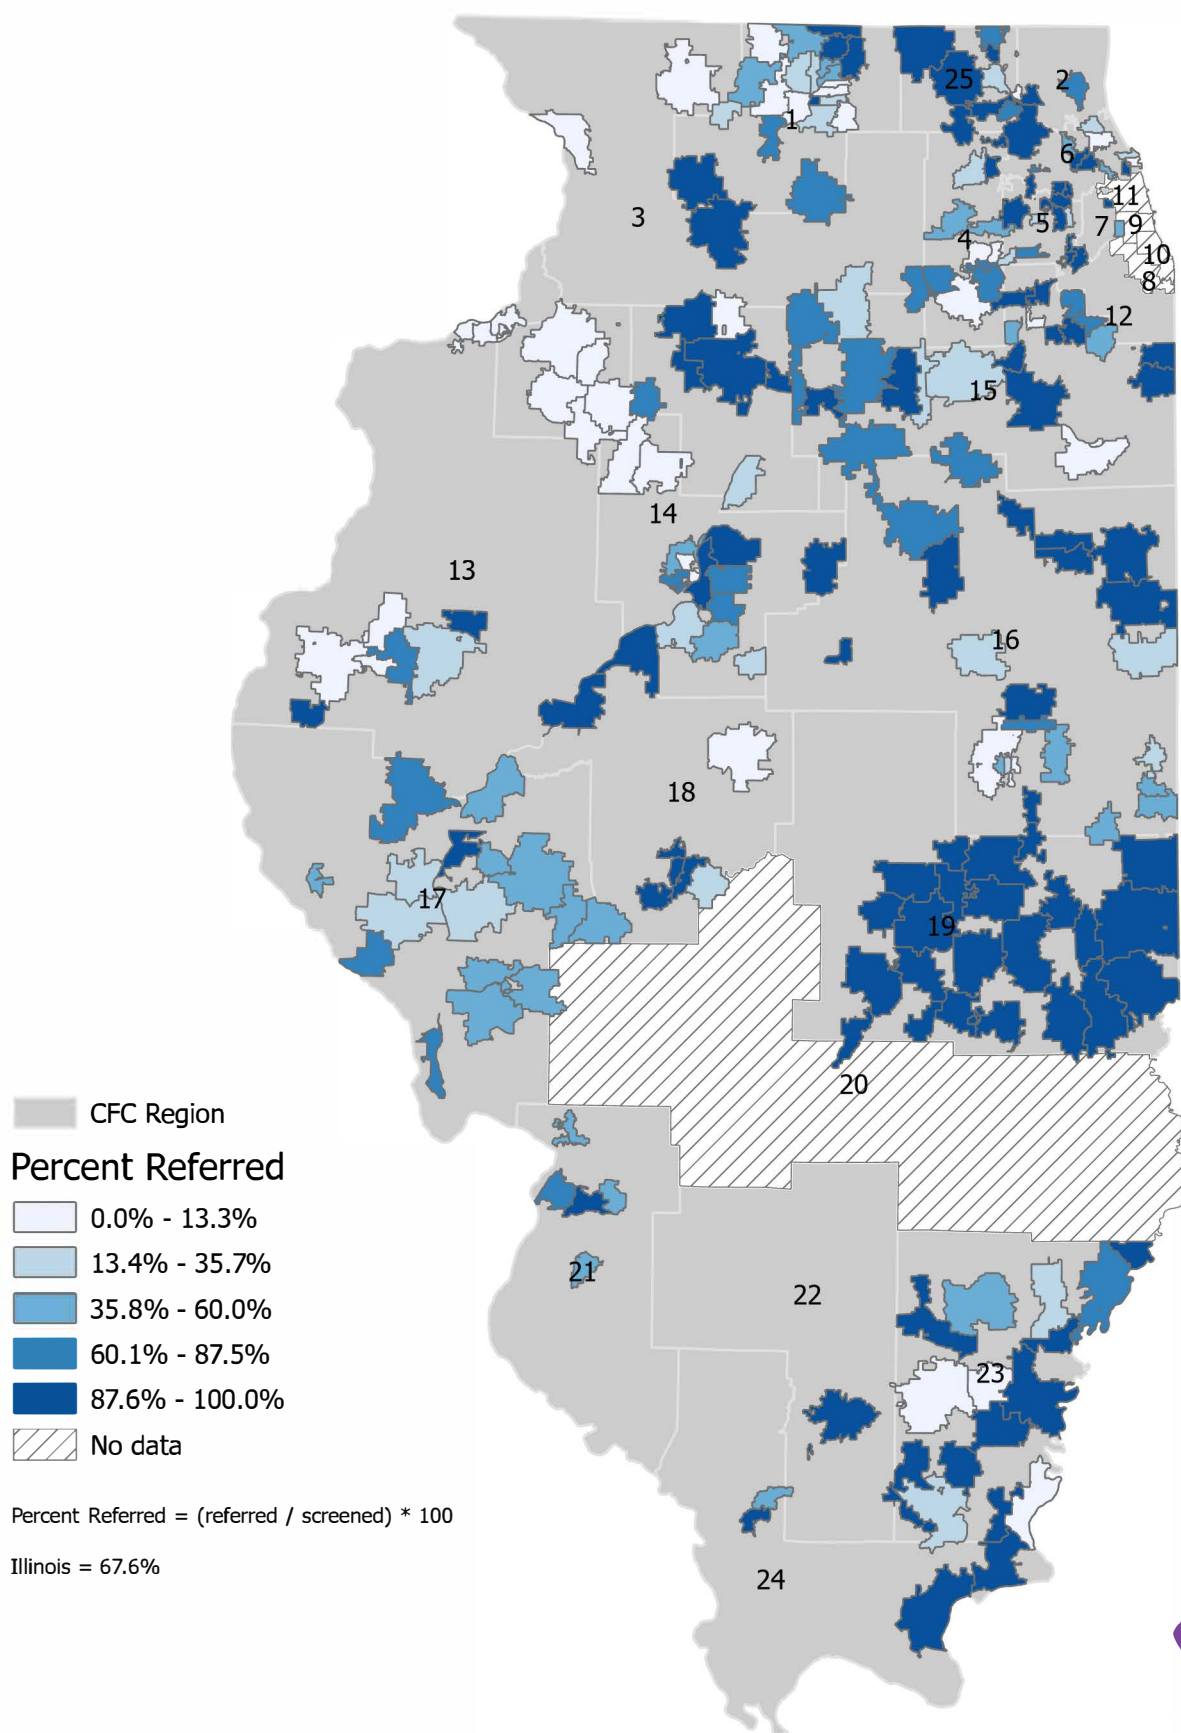 25
2
1
6
11
3
5
7
9
4
10
8
12
15
14
13
16
18
17
19
20
CFC Region
Percent Referred
0.0% - 13.3%
13.4% - 35.7%
35.8% - 60.0%
21
22
60.1% - 87.5%
23
87.6% - 100.0%
No data
Percent Referred = (referred / screened) * 100
Illinois = 67.6%
24